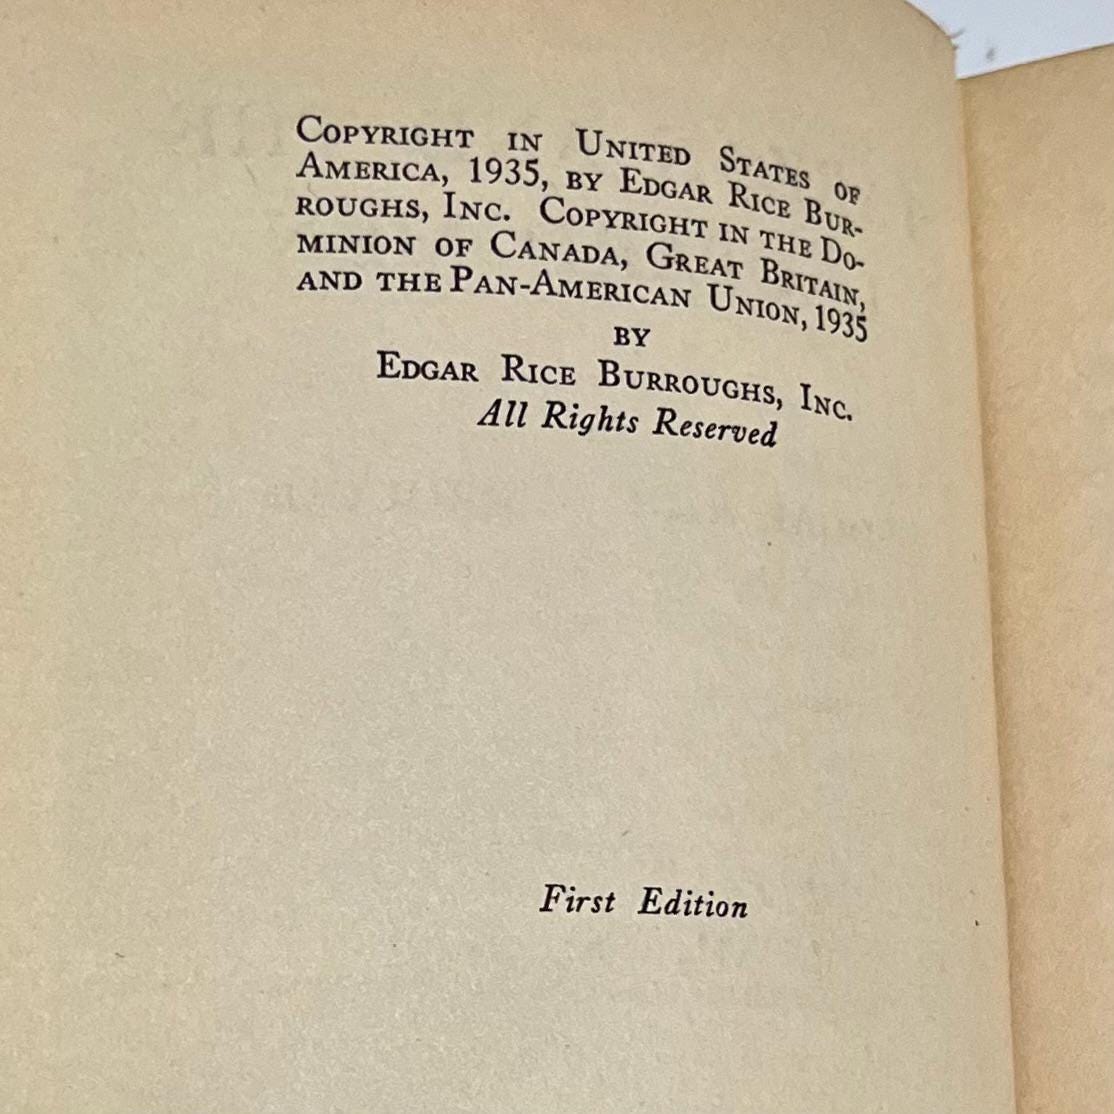 Copyright in United States of
America, 1935, by Edgar Rice Bur-
roughs, Inc. Copyright in the Do-
minion of Canada, Great Britain,
and the Pan-American Union, 1935
by
Edgar Rice Burroughs, Inc.
All Rights Reserved
First Edition